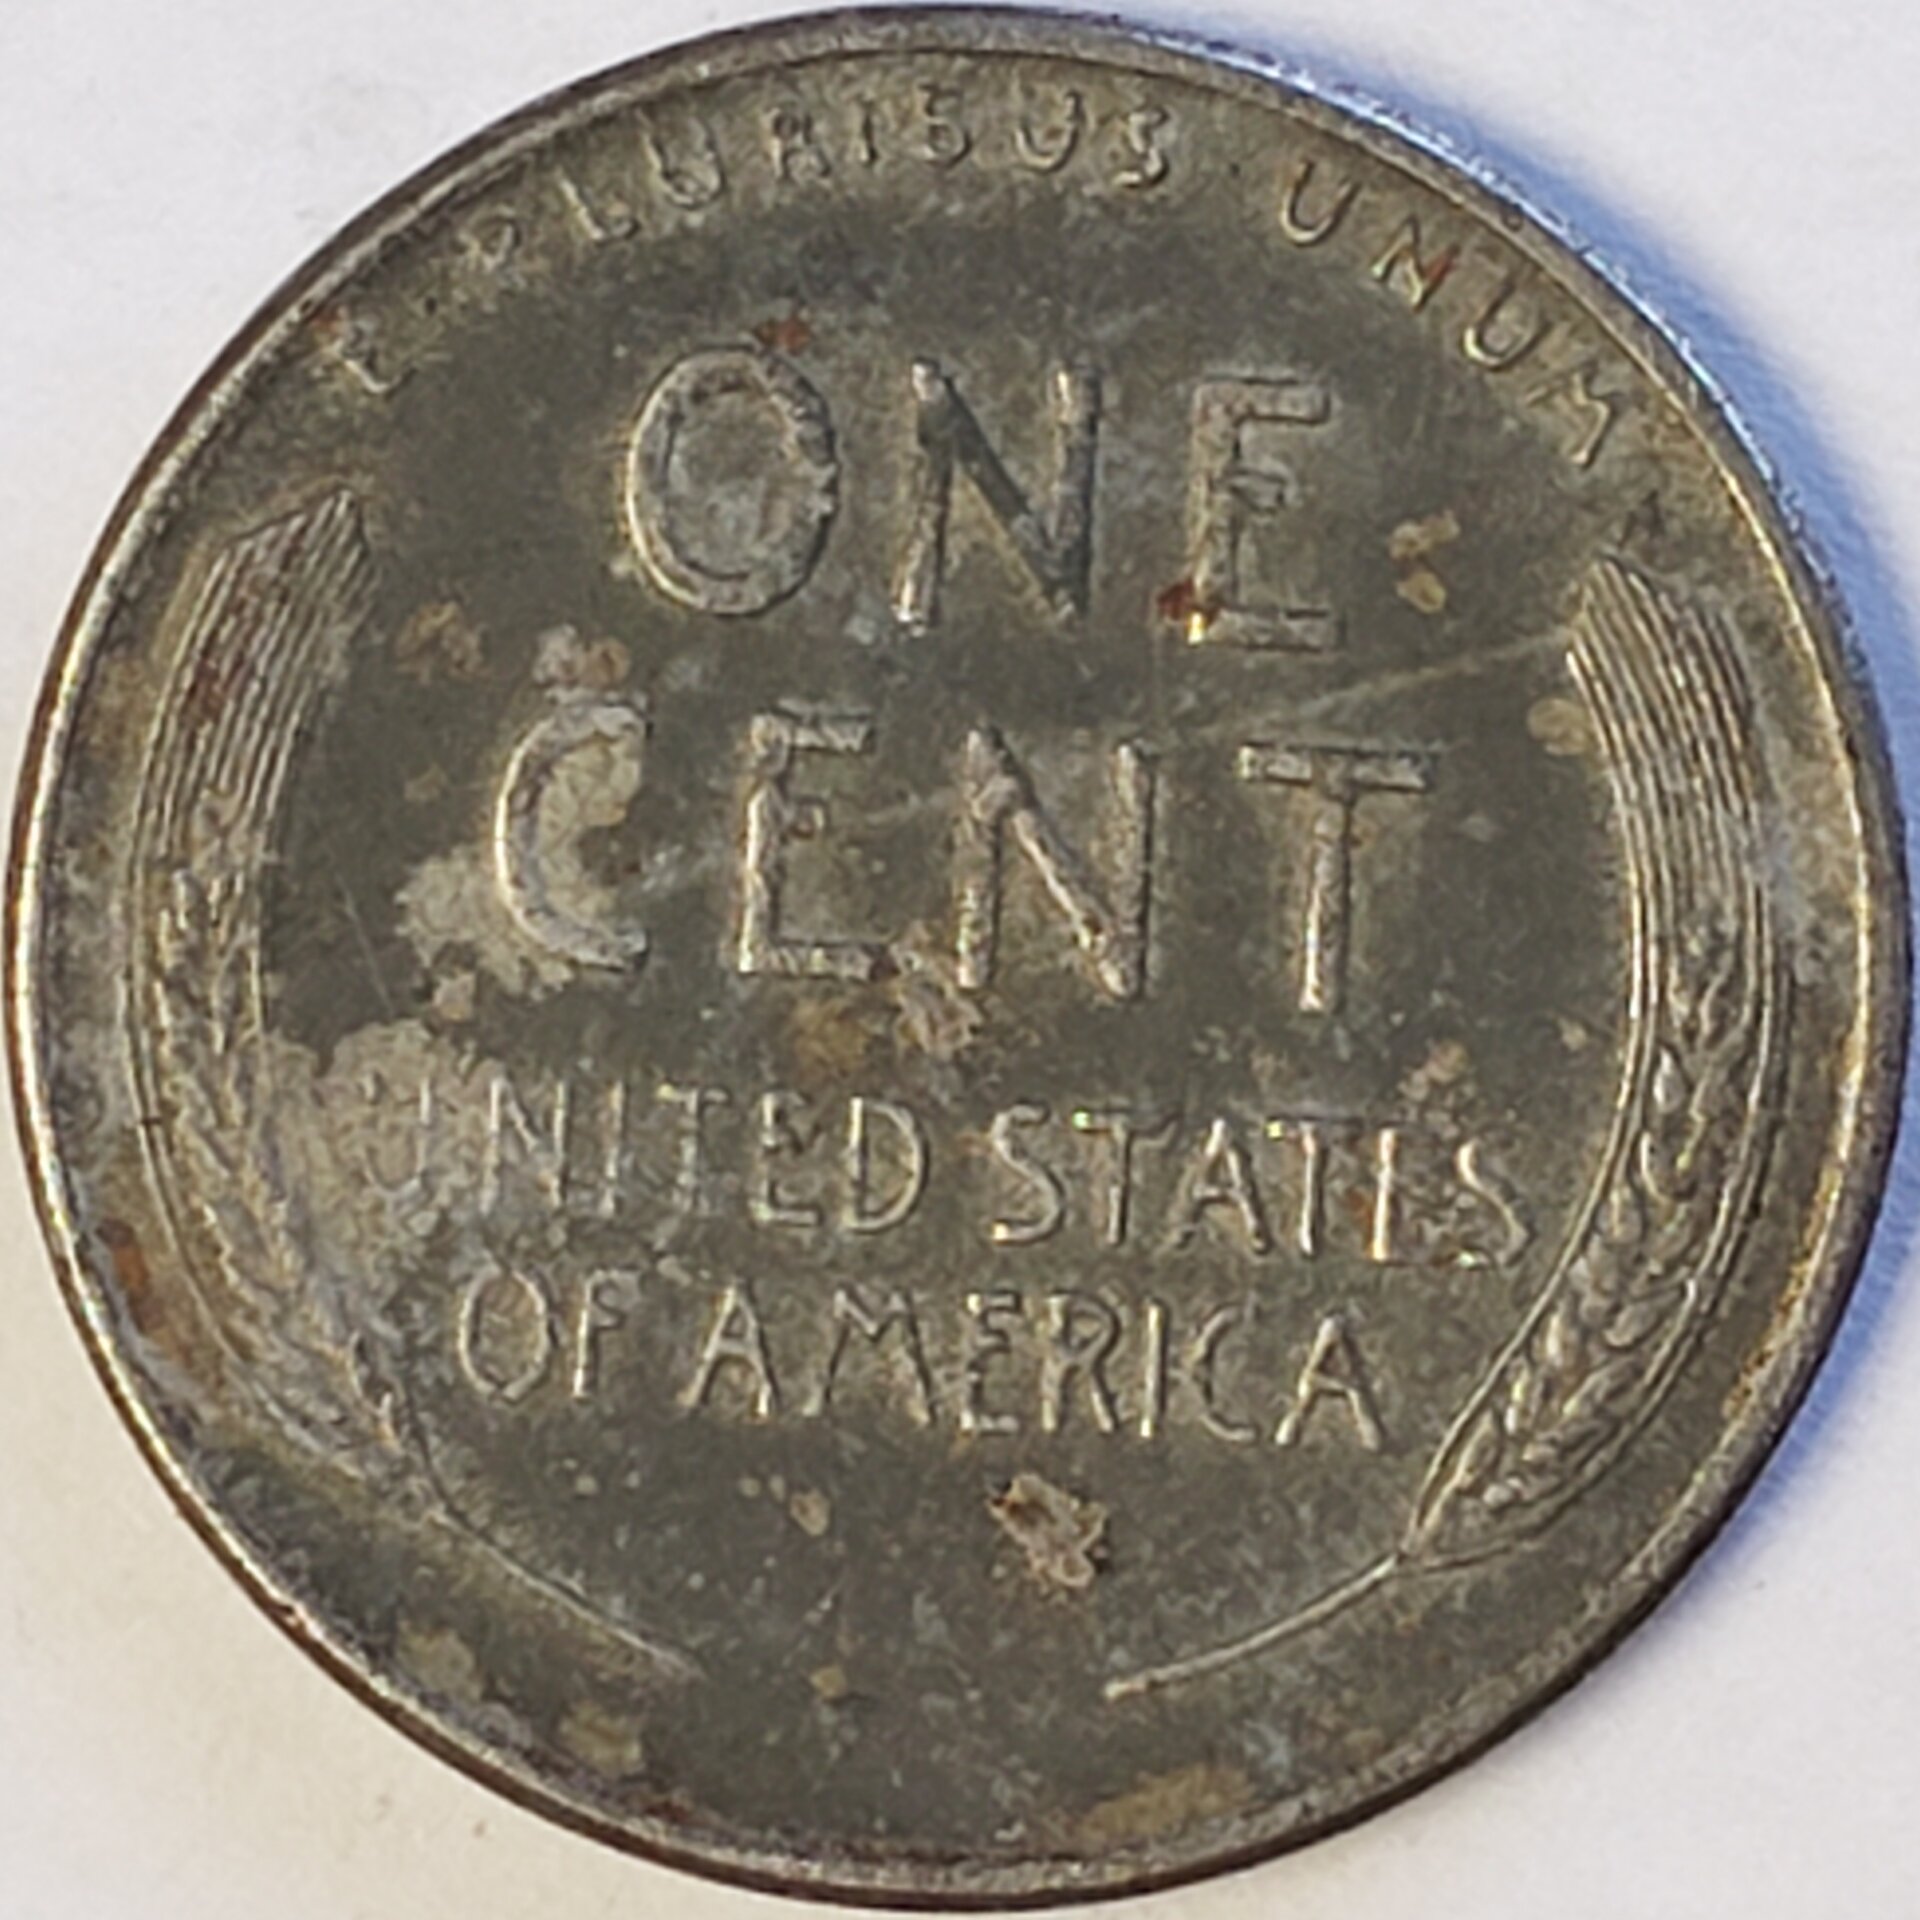 E · PLURIBUS · UNUM
ONE
CENT
UNITED STATES
OF AMERICA